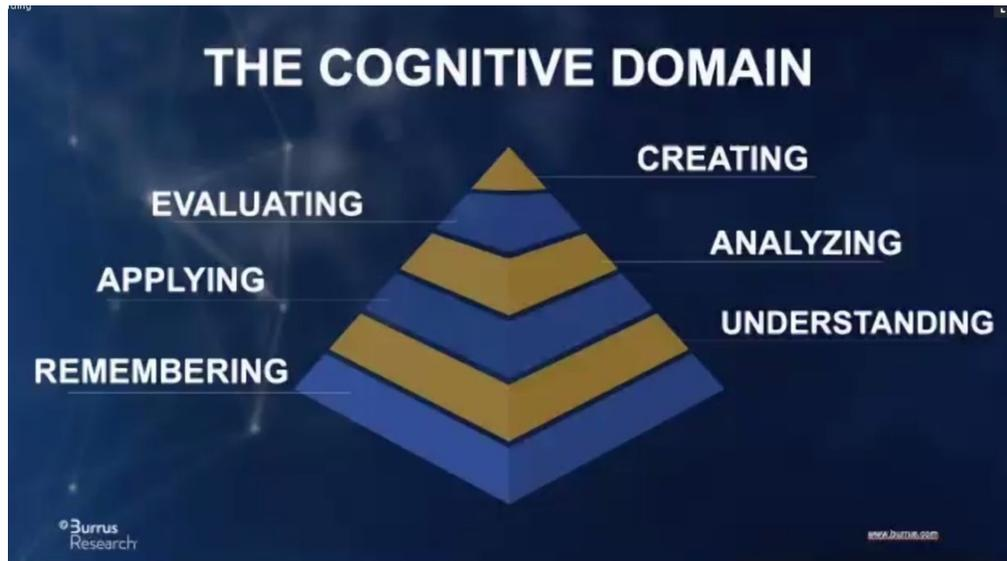 THE COGNITIVE DOMAIN
CREATING
EVALUATING
ANALYZING
APPLYING
UNDERSTANDING
REMEMBERING
Burrus
Research
www.burrus.com